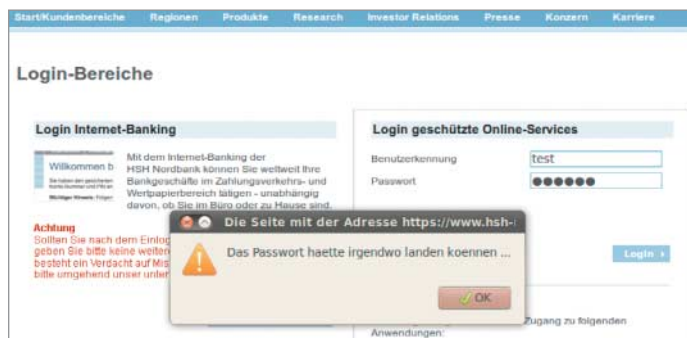 Start/Kundenbereiche Regionen Produkte Research Investor Relations Presse Konzern Karriere
Login-Bereiche
Login Internet-Banking
Willkommen b
Mit dem Internet-Banking der
HSH Nordbank können Sie weltweit Ihre
Bankgeschäfte im Zahlungsverkehrs- und
Wertpapierbereich tätigen - unabhängig
davon, ob Sie im Büro oder zu Hause sind.
Achtung
Sollten Sie nach dem Einlog
geben Sie bitte keine weiter
besteht ein Verdacht auf Mis
bitte umgehend unser unter
Login geschützte Online-Services
Benutzerkennung test
Passwort ●●●●●●
Login
Die Seite mit der Adresse https://www.hsh-
Das Passwort haette irgendwo landen koennen ...
OK
Zugang zu folgenden
Anwendungen: